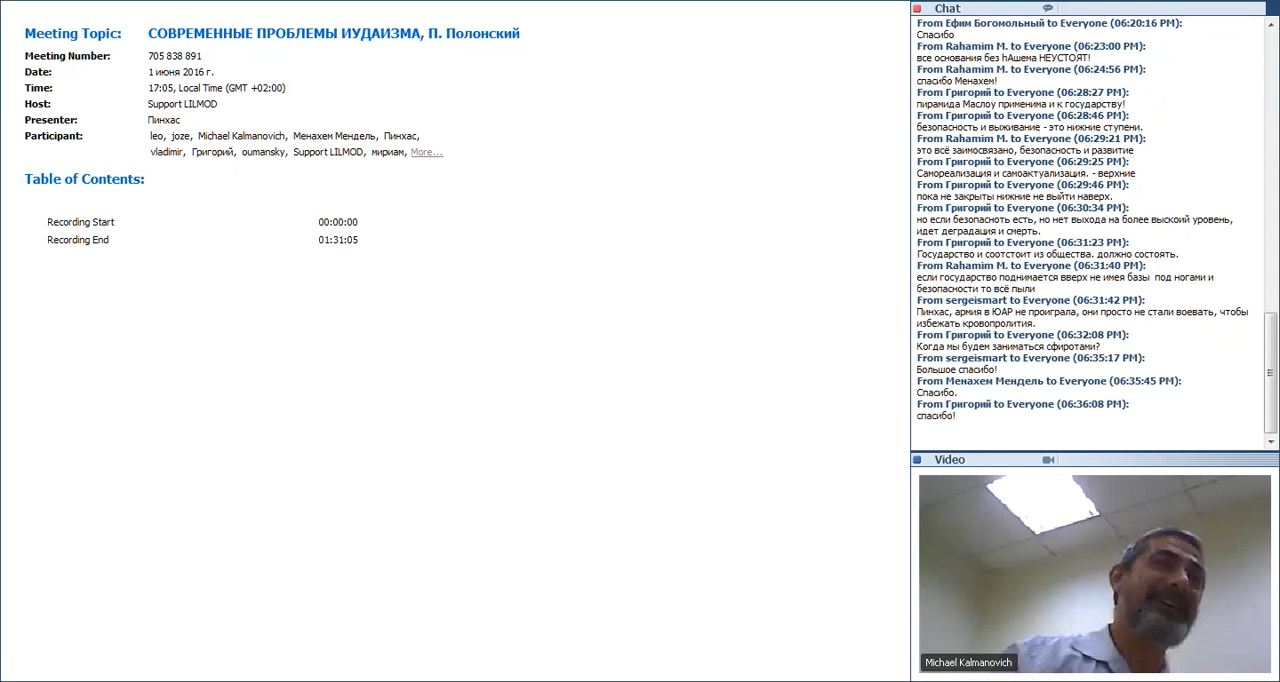 Meeting Topic: СОВРЕМЕННЫЕ ПРОБЛЕМЫ ИУДАИЗМА, П. Полонский
Meeting Number: 705 838 891
Date: 1 июня 2016 г.
Time: 17:05, Local Time (GMT +02:00)
Host: Support LILMOD
Presenter: Пинхас
Participant: leo, joze, Michael Kalmanovich, Менахем Мендель, Пинхас,
vladimir, Григорий, oumansky, Support LILMOD, мириам, More...
Table of Contents:
Recording Start 00:00:00
Recording End 01:31:05
Chat
From Ефим Богомольный to Everyone (06:20:16 PM):
Спасибо
From Rahamim M. to Everyone (06:23:00 PM):
все основания без hАшема НЕУСТОЯТ!
From Rahamim M. to Everyone (06:24:56 PM):
спасибо Менахем!
From Григорий to Everyone (06:28:27 PM):
пирамида Маслоу применима и к государству!
From Григорий to Everyone (06:28:46 PM):
безопасность и выживание - это нижние ступени.
From Rahamim M. to Everyone (06:29:21 PM):
это всё заимосвязано, безопасность и развитие
From Григорий to Everyone (06:29:25 PM):
Самореализация и самоактуализация. - верхние
From Григорий to Everyone (06:29:46 PM):
пока не закрыты нижние не выйти наверх.
From Григорий to Everyone (06:30:34 PM):
но если безопасноть есть, но нет выхода на более выскоий уровень,
идет деградация и смерть.
From Григорий to Everyone (06:31:23 PM):
Государство и соотстоит из общества. должно состоять.
From Rahamim M. to Everyone (06:31:40 PM):
если государство поднимается вверх не имея базы под ногами и
безопасности то всё пыли
From sergeismart to Everyone (06:31:42 PM):
Пинхас, армия в ЮАР не проиграла, они просто не стали воевать, чтобы
избежать кровопролития.
From Григорий to Everyone (06:32:08 PM):
Когда мы будем заниматься сфиротами?
From sergeismart to Everyone (06:35:17 PM):
Большое спасибо!
From Менахем Мендель to Everyone (06:35:45 PM):
Спасибо.
From Григорий to Everyone (06:36:08 PM):
спасибо!
Video
Michael Kalmanovich